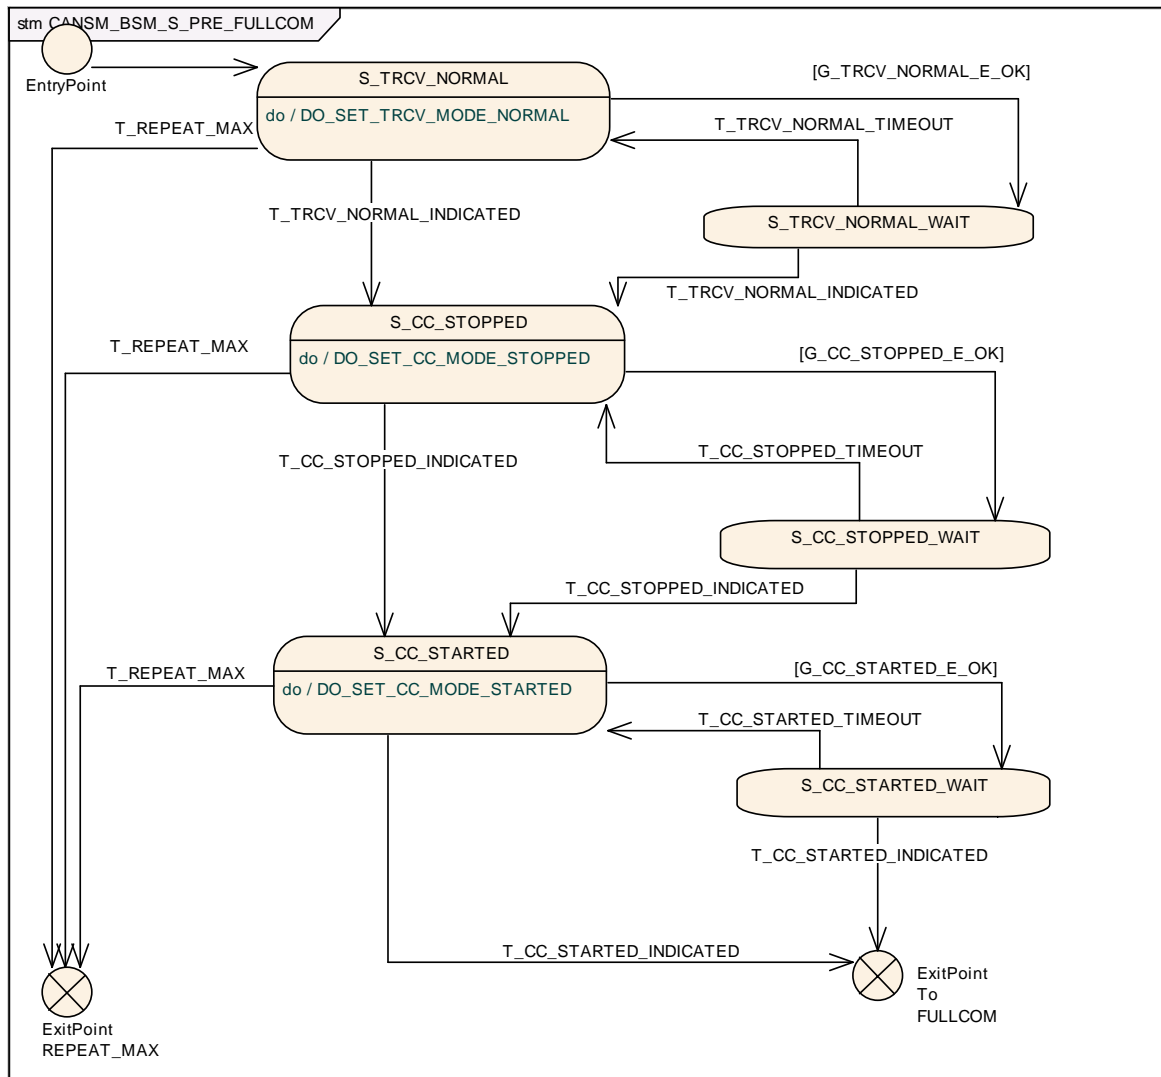 stm CANSM_BSM_S_PRE_FULLCOM
EntryPoint
S_TRCV_NORMAL
do / DO_SET_TRCV_MODE_NORMAL
[G_TRCV_NORMAL_E_OK]
T_REPEAT_MAX
T_TRCV_NORMAL_TIMEOUT
T_TRCV_NORMAL_INDICATED
S_TRCV_NORMAL_WAIT
T_TRCV_NORMAL_INDICATED
S_CC_STOPPED
do / DO_SET_CC_MODE_STOPPED
T_REPEAT_MAX
[G_CC_STOPPED_E_OK]
T_CC_STOPPED_TIMEOUT
T_CC_STOPPED_INDICATED
S_CC_STOPPED_WAIT
T_CC_STOPPED_INDICATED
S_CC_STARTED
do / DO_SET_CC_MODE_STARTED
T_REPEAT_MAX
[G_CC_STARTED_E_OK]
T_CC_STARTED_TIMEOUT
S_CC_STARTED_WAIT
T_CC_STARTED_INDICATED
T_CC_STARTED_INDICATED
ExitPoint
To
FULLCOM
ExitPoint
REPEAT_MAX